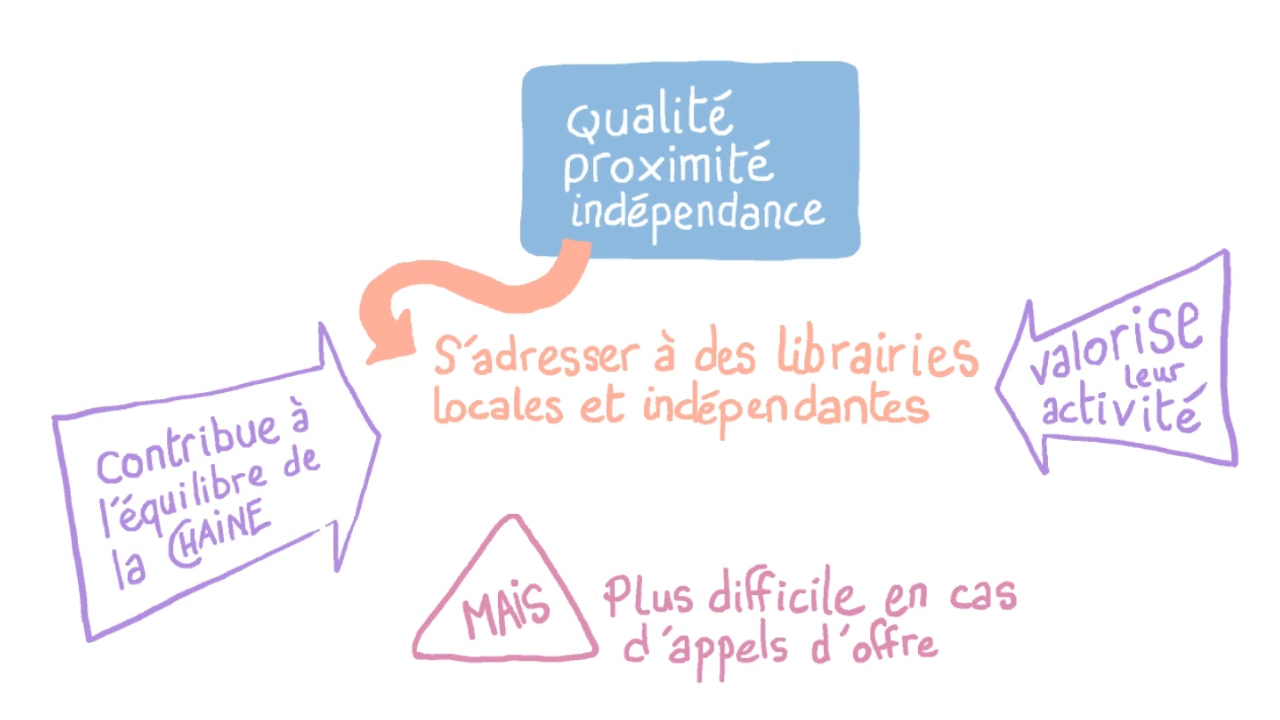 Qualité
proximité
indépendance
S'adresser à des librairies
locales et indépendantes
valorise
leur
activité
Contribue à
l'équilibre de
la CHAINE
MAIS
Plus difficile en cas
d'appels d'offre